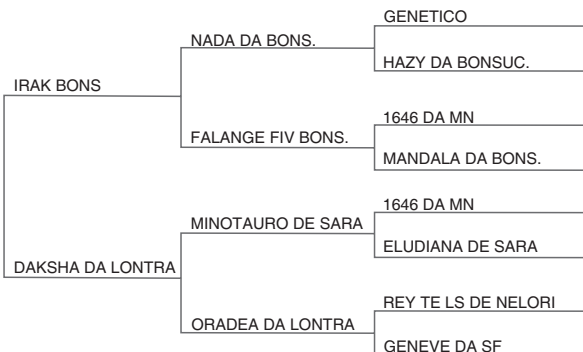 GENETICO
NADA DA BONS.
HAZY DA BONSUC.
IRAK BONS
1646 DA MN
FALANGE FIV BONS.
MANDALA DA BONS.
1646 DA MN
MINOTAURO DE SARA
ELUDIANA DE SARA
DAKSHA DA LONTRA
REY TE LS DE NELORI
ORADEA DA LONTRA
GENEVE DA SF